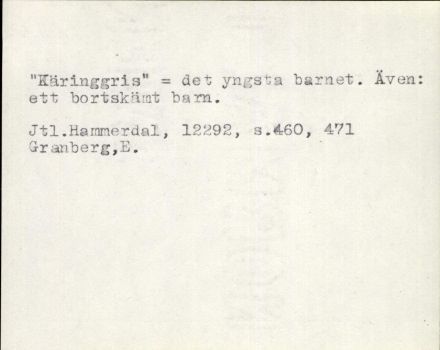 "Käringgris" = det yngsta barnet. Även:
ett bortskämt barn.
Jtl.Hammerdal, 12292, s.460, 471
Granberg,E.